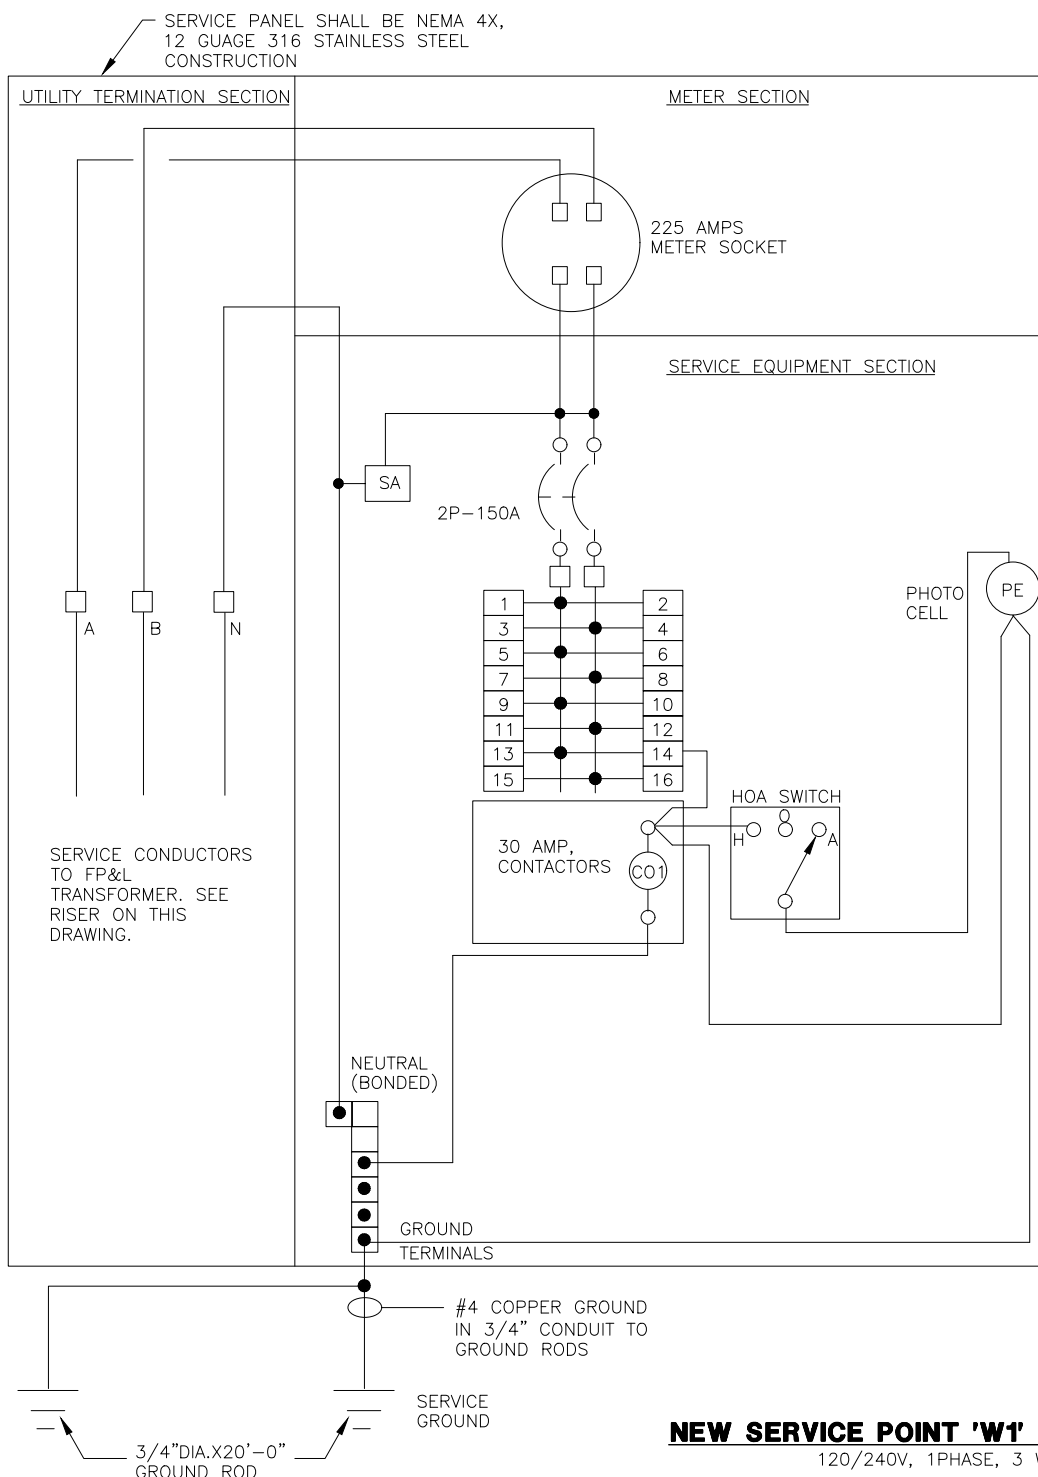 SERVICE PANEL SHALL BE NEMA 4X,
12 GUAGE 316 STAINLESS STEEL
CONSTRUCTION
UTILITY TERMINATION SECTION
METER SECTION
225 AMPS
METER SOCKET
SERVICE EQUIPMENT SECTION
SA
2P-150A
A
B
N
PHOTO
CELL
PE
1
2
3
4
5
6
7
8
9
10
11
12
13
14
15
16
HOA SWITCH
H
O
A
30 AMP,
CONTACTORS
CO1
SERVICE CONDUCTORS
TO FP&L
TRANSFORMER. SEE
RISER ON THIS
DRAWING.
NEUTRAL
(BONDED)
GROUND
TERMINALS
#4 COPPER GROUND
IN 3/4" CONDUIT TO
GROUND RODS
SERVICE
GROUND
3/4"DIA.X20'-0"
GROUND ROD
NEW SERVICE POINT 'W1'
120/240V, 1PHASE, 3